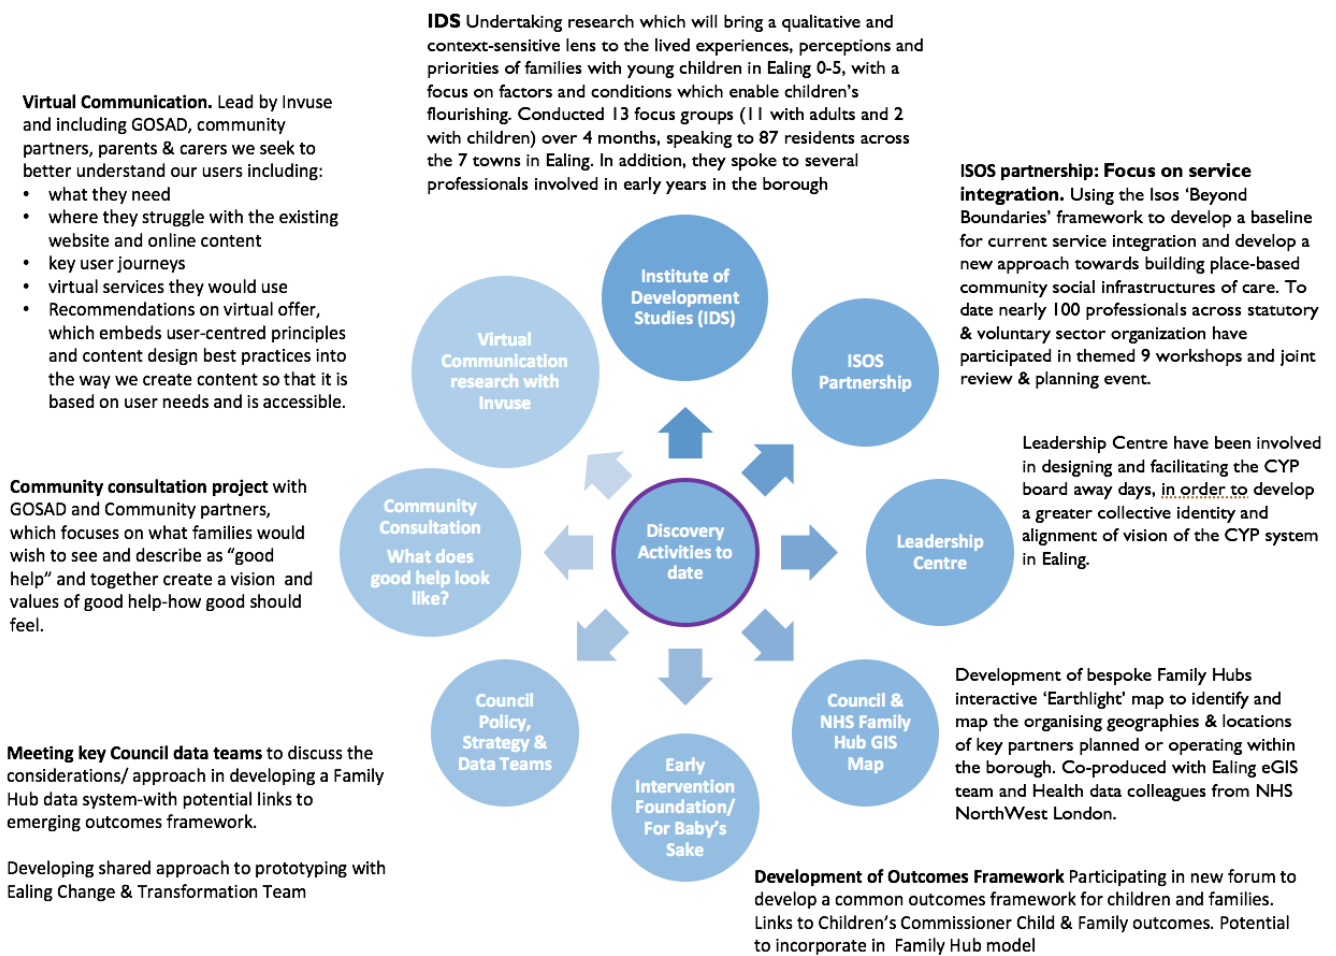 IDS Undertaking research which will bring a qualitative and
context-sensitive lens to the lived experiences, perceptions and
priorities of families with young children in Ealing 0-5, with a
focus on factors and conditions which enable children's
flourishing. Conducted 13 focus groups (11 with adults and 2
with children) over 4 months, speaking to 87 residents across
the 7 towns in Ealing. In addition, they spoke to several
professionals involved in early years in the borough
Virtual Communication. Lead by Invuse
and including GOSAD, community
partners, parents & carers we seek to
better understand our users including:
• what they need
• where they struggle with the existing
website and online content
• key user journeys
• virtual services they would use
• Recommendations on virtual offer,
which embeds user-centred principles
and content design best practices into
the way we create content so that it is
based on user needs and is accessible.
ISOS partnership: Focus on service
integration. Using the Isos 'Beyond
Boundaries' framework to develop a baseline
for current service integration and develop a
new approach towards building place-based
community social infrastructures of care. To
date nearly 100 professionals across statutory
& voluntary sector organization have
participated in themed 9 workshops and joint
review & planning event.
Institute of
Development
Studies (IDS)
Virtual
Communication
research with
Invuse
ISOS
Partnership
Leadership Centre have been involved
in designing and facilitating the CYP
board away days, in order to develop
a greater collective identity and
alignment of vision of the CYP system
in Ealing.
Community consultation project with
GOSAD and Community partners,
which focuses on what families would
wish to see and describe as "good
help" and together create a vision and
values of good help-how good should
feel.
Community
Consultation
What does
good help look
like?
Discovery
Activities to
date
Leadership
Centre
Council
Policy,
Strategy &
Data Teams
Council &
NHS Family
Hub GIS
Map
Development of bespoke Family Hubs
interactive 'Earthlight' map to identify and
map the organising geographies & locations
of key partners planned or operating within
the borough. Co-produced with Ealing eGIS
team and Health data colleagues from NHS
NorthWest London.
Meeting key Council data teams to discuss the
considerations/ approach in developing a Family
Hub data system-with potential links to
emerging outcomes framework.
Developing shared approach to prototyping with
Ealing Change & Transformation Team
Early
Intervention
Foundation/
For Baby's
Sake
Development of Outcomes Framework Participating in new forum to
develop a common outcomes framework for children and families.
Links to Children's Commissioner Child & Family outcomes. Potential
to incorporate in Family Hub model